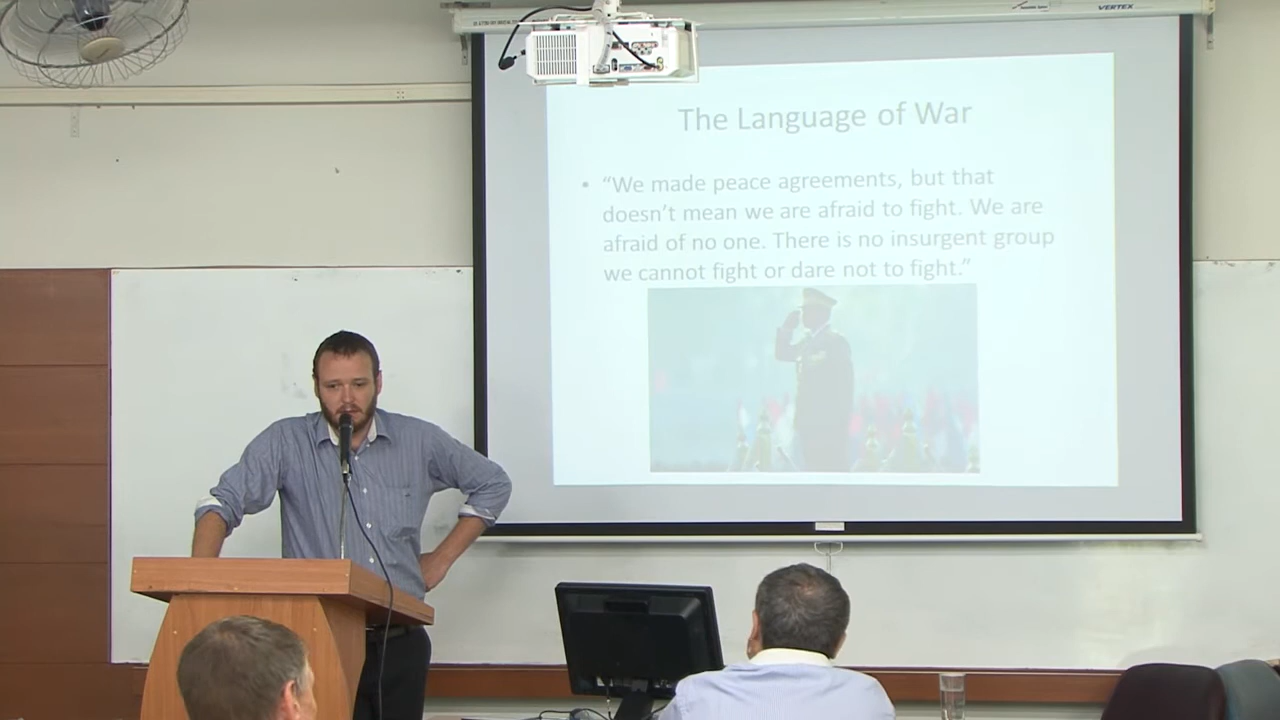 VERTEX
The Language of War
• “We made peace agreements, but that
doesn’t mean we are afraid to fight. We are
afraid of no one. There is no insurgent group
we cannot fight or dare not to fight.”